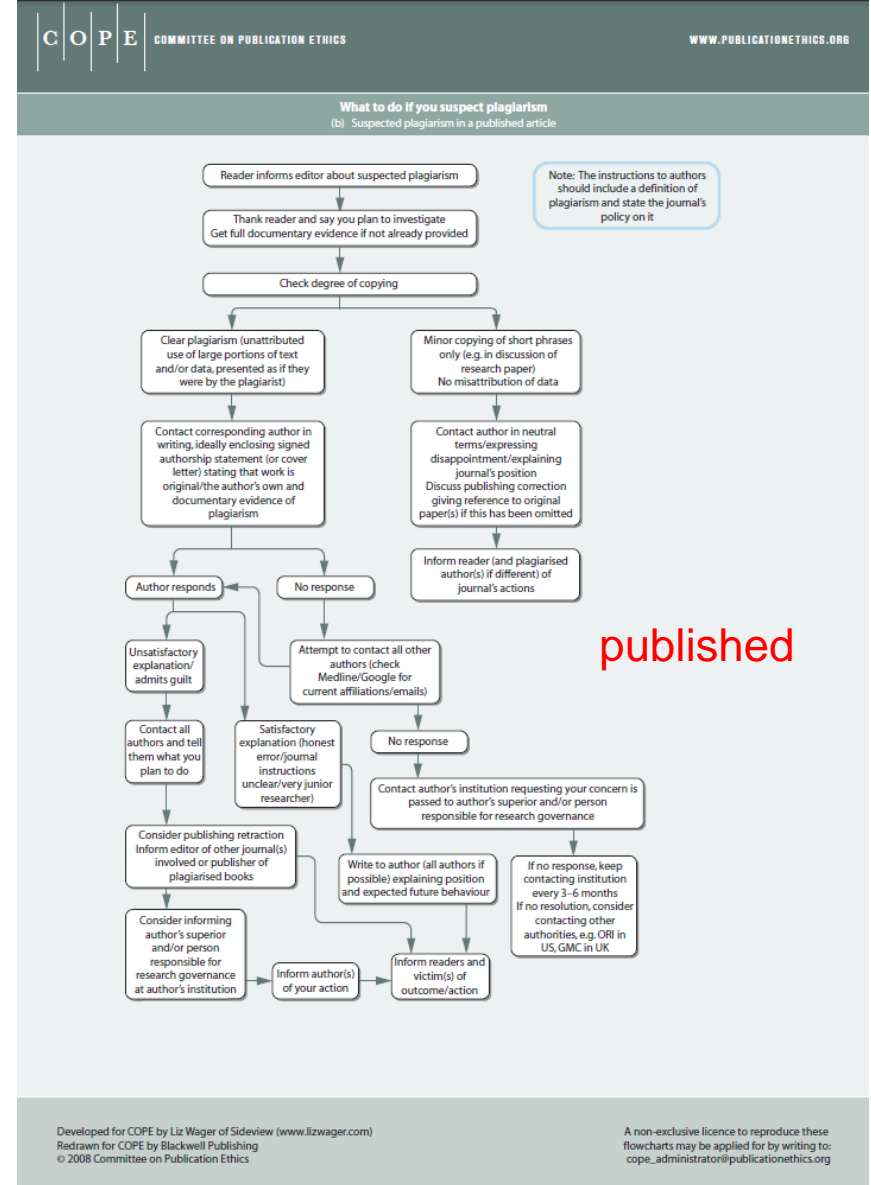 COPE COMMITTEE ON PUBLICATION ETHICS
WWW.PUBLICATIONETHICS.ORG
What to do if you suspect plagiarism
(b) Suspected plagiarism in a published article
Reader informs editor about suspected plagiarism
Note: The instructions to authors
should include a definition of
plagiarism and state the journal's
policy on it
Thank reader and say you plan to investigate
Get full documentary evidence if not already provided
Check degree of copying
Clear plagiarism (unattributed
use of large portions of text
and/or data, presented as if they
were by the plagiarist)
Minor copying of short phrases
only (e.g. in discussion of
research paper)
No misattribution of data
Contact corresponding author in
writing, ideally enclosing signed
authorship statement (or cover
letter) stating that work is
original/the author's own and
documentary evidence of
plagiarism
Contact author in neutral
terms/expressing
disappointment/explaining
journal's position
Discuss publishing correction
giving reference to original
paper(s) if this has been omitted
Inform reader (and plagiarised
author(s) if different) of
journal's actions
Author responds
No response
published
Unsatisfactory
explanation/
admits guilt
Attempt to contact all other
authors (check
Medline/Google for
current affiliations/emails)
Contact all
authors and tell
them what you
plan to do
Satisfactory
explanation (honest
error/journal
instructions
unclear/very junior
researcher)
No response
Contact author's institution requesting your concern is
passed to author's superior and/or person
responsible for research governance
Consider publishing retraction
Inform editor of other journal(s)
involved or publisher of
plagiarised books
Write to author (all authors if
possible) explaining position
and expected future behaviour
If no response, keep
contacting institution
every 3–6 months
If no resolution, consider
contacting other
authorities, e.g. ORI in
US, GMC in UK
Consider informing
author's superior
and/or person
responsible for
research governance
at author's institution
Inform author(s)
of your action
Inform readers and
victim(s) of
outcome/action
Developed for COPE by Liz Wager of Sideview (www.lizwager.com)
Redrawn for COPE by Blackwell Publishing
© 2008 Committee on Publication Ethics
A non-exclusive licence to reproduce these
flowcharts may be applied for by writing to:
cope_administrator@publicationethics.org